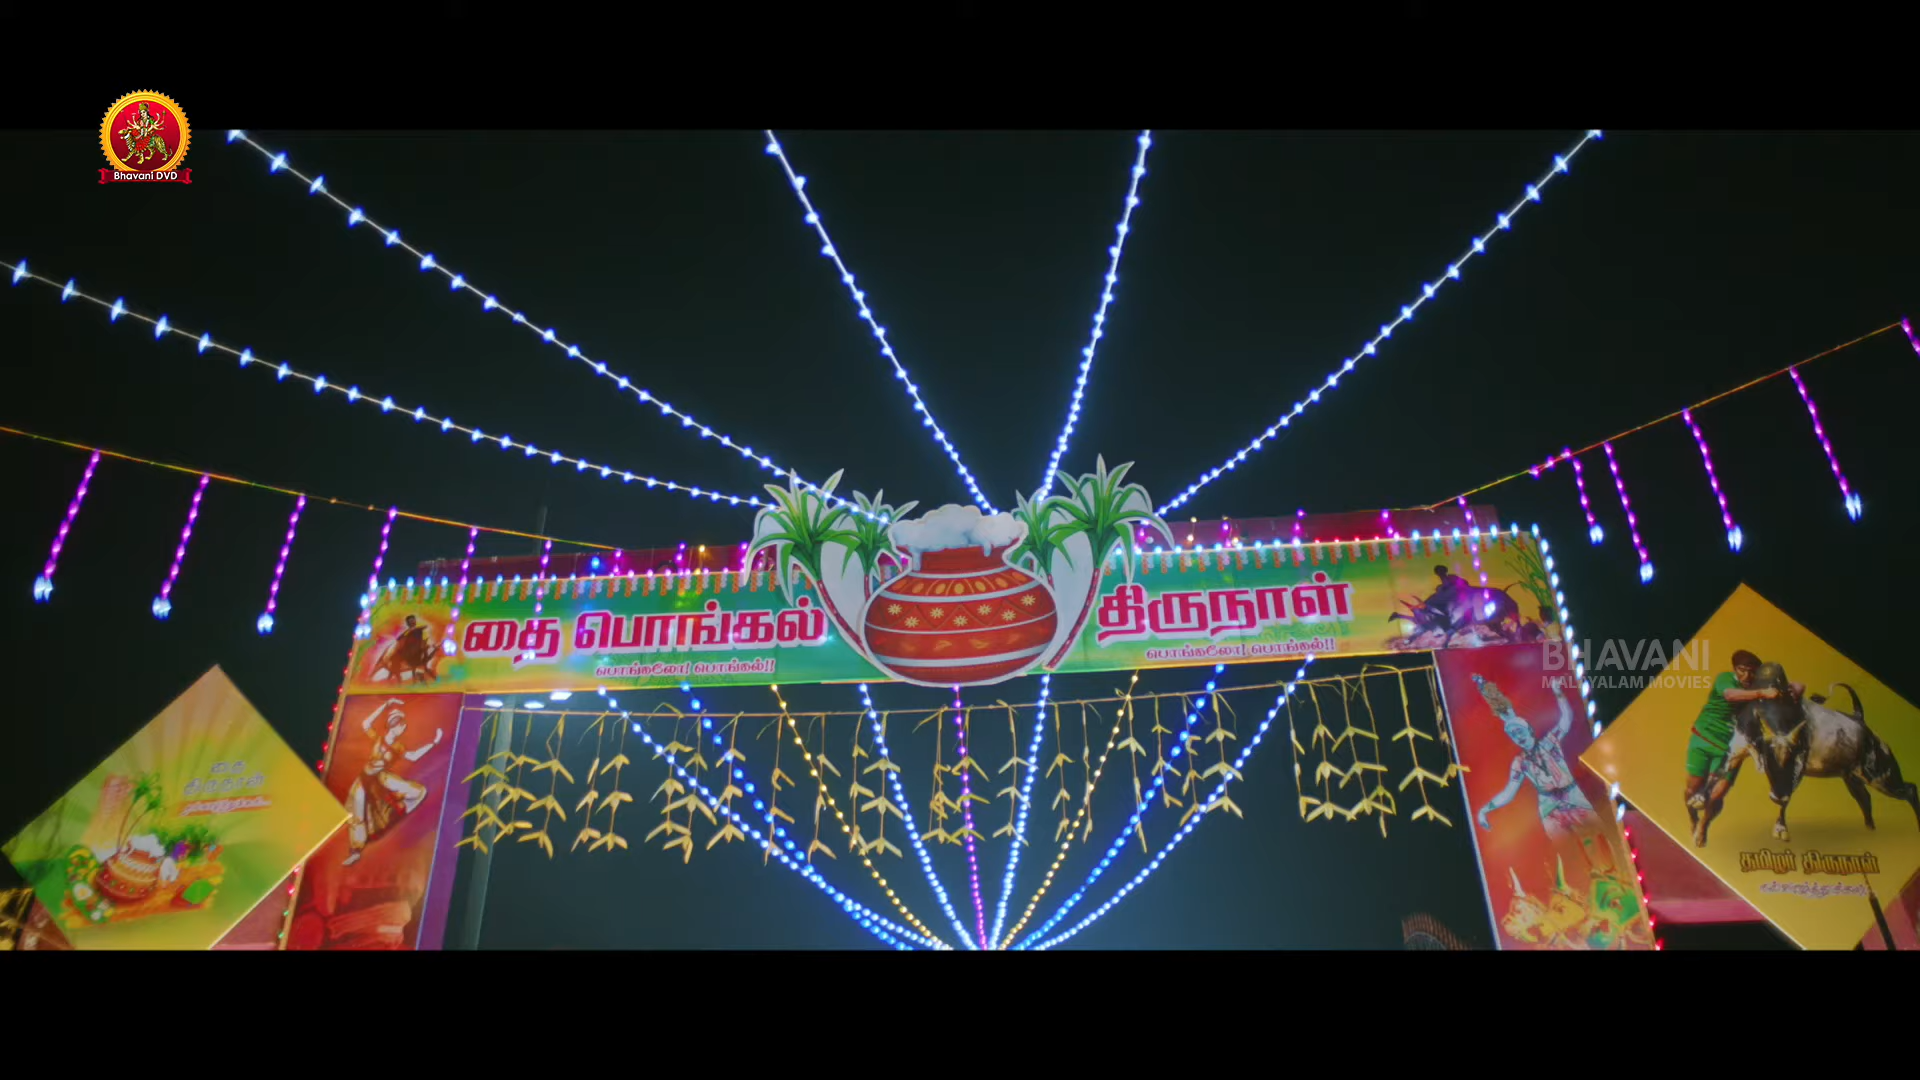 Bhavani DVD
தை பொங்கல் திருநாள்
பொங்கலோ! பொங்கல்!!
பொங்கலோ! பொங்கல்!!
BHAVANI
MALAYALAM MOVIES
தை
திருநாள்
தமிழர் திருநாள்